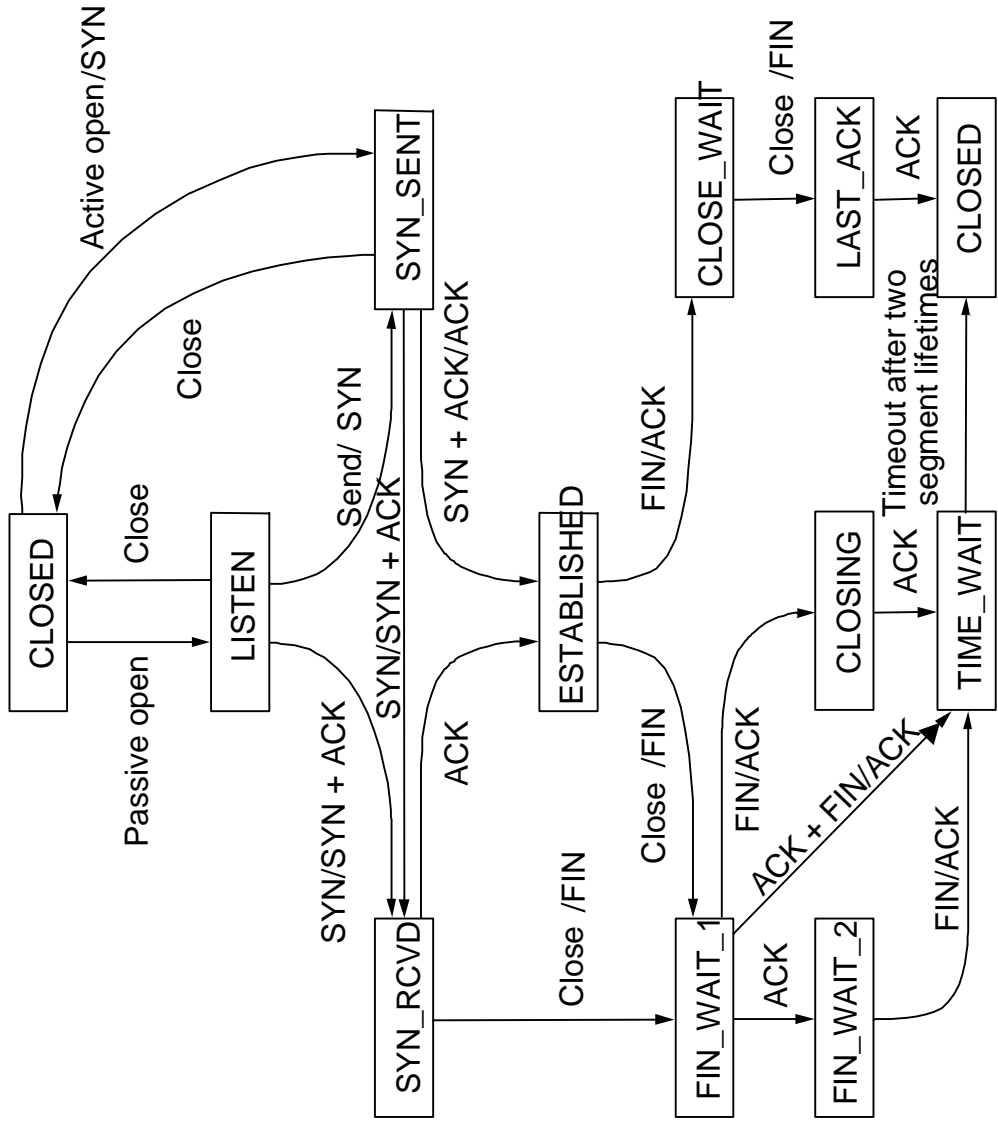 CLOSED
Active open/SYN
Passive open
Close
Close
LISTEN
SYN/SYN + ACK
Send/ SYN
SYN/SYN + ACK
SYN_RCVD
SYN_SENT
ACK
SYN + ACK/ACK
Close /FIN
ESTABLISHED
Close /FIN
FIN/ACK
FIN_WAIT_1
CLOSE_WAIT
FIN/ACK
ACK
ACK + FIN/ACK
Close /FIN
FIN_WAIT_2
CLOSING
LAST_ACK
FIN/ACK
ACK
Timeout after two
segment lifetimes
ACK
TIME_WAIT
CLOSED